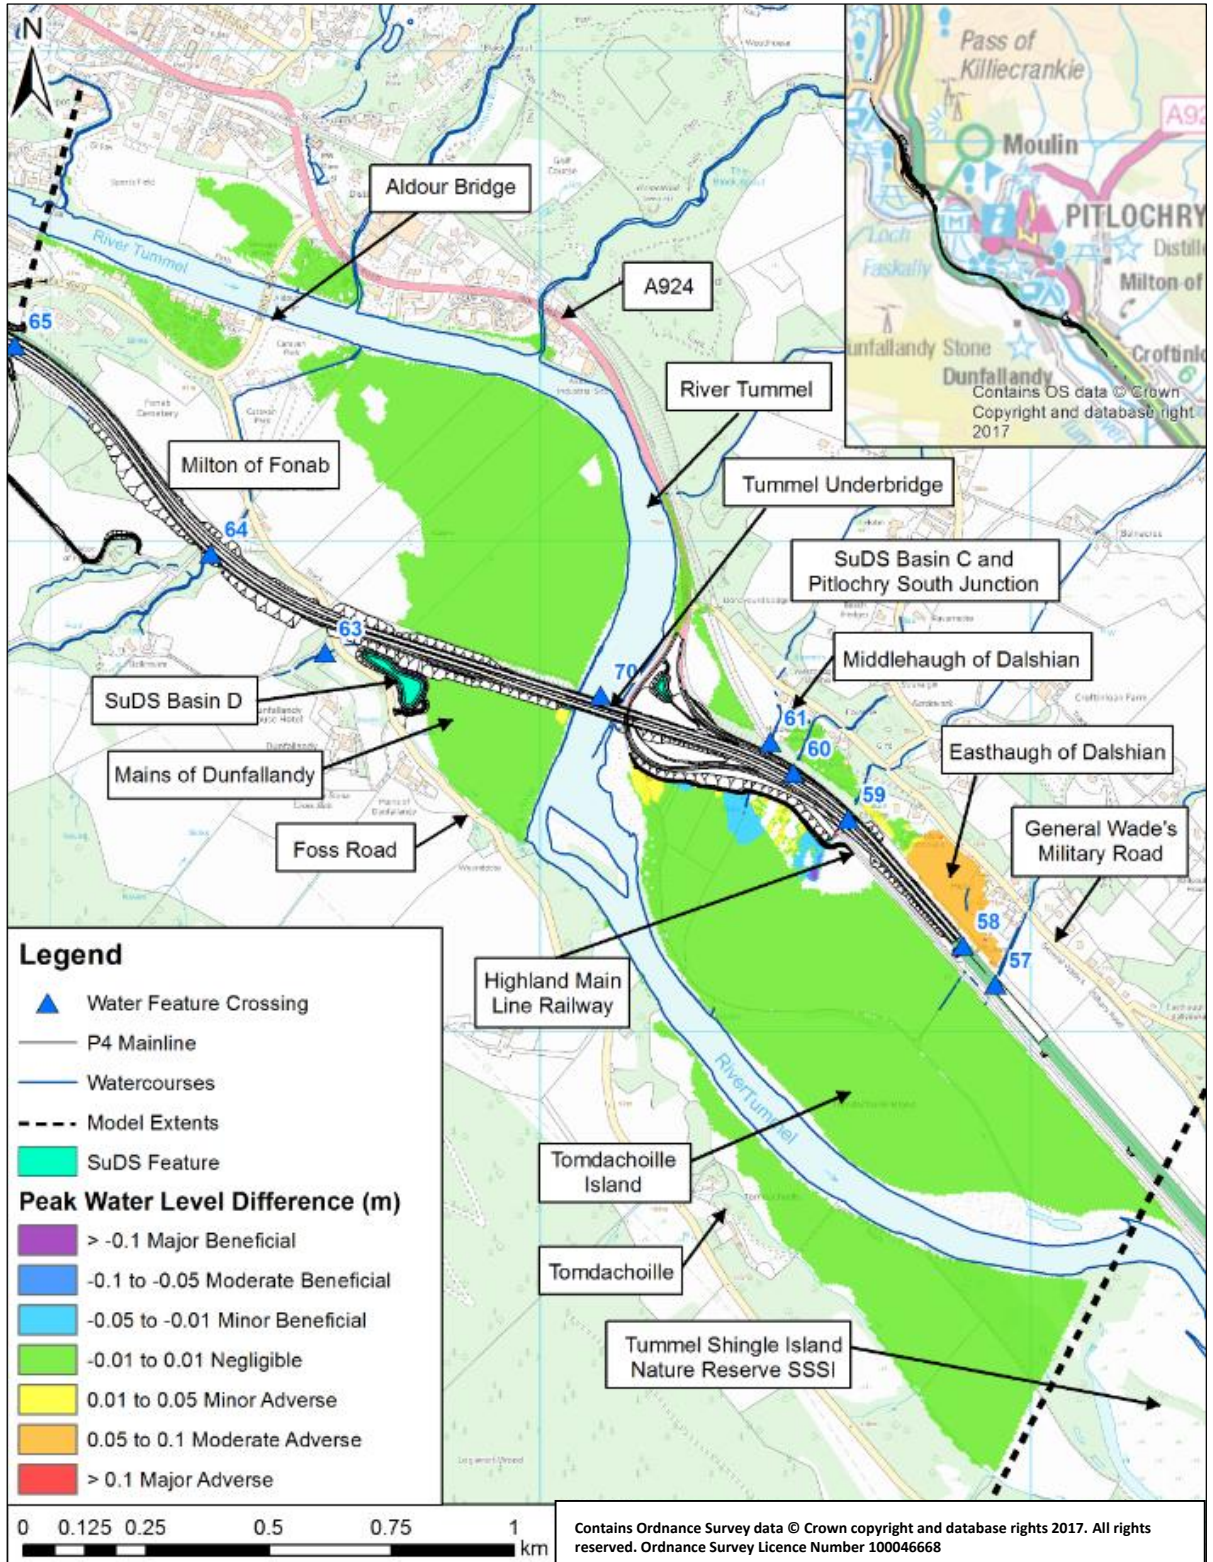 N
Pass of
Killiecrankie
A92
Moulin
PITLOCHRY
Loch
Faskally
Distille
Milton of
unfallandy Stone
Dunfallandy
Croftinlo
6
Contains OS data © Crown
Copyright and database right
2017
Aldour Bridge
River Tummel
A924
65
River Tummel
Milton of Fonab
Tummel Underbridge
64
SuDS Basin C and
Pitlochry South Junction
63
70
Middlehaugh of Dalshian
SuDS Basin D
61
60
Easthaugh of Dalshian
Mains of Dunfallandy
59
General Wade's
Military Road
Foss Road
58
57
Highland Main
Line Railway
River Tummel
Tomdachoille
Island
Tomdachoille
Tummel Shingle Island
Nature Reserve SSSI
Legend
Water Feature Crossing
P4 Mainline
Watercourses
Model Extents
SuDS Feature
Peak Water Level Difference (m)
> -0.1 Major Beneficial
-0.1 to -0.05 Moderate Beneficial
-0.05 to -0.01 Minor Beneficial
-0.01 to 0.01 Negligible
0.01 to 0.05 Minor Adverse
0.05 to 0.1 Moderate Adverse
> 0.1 Major Adverse
0 0.125 0.25 0.5 0.75 1
km
Contains Ordnance Survey data © Crown copyright and database rights 2017. All rights
reserved. Ordnance Survey Licence Number 100046668